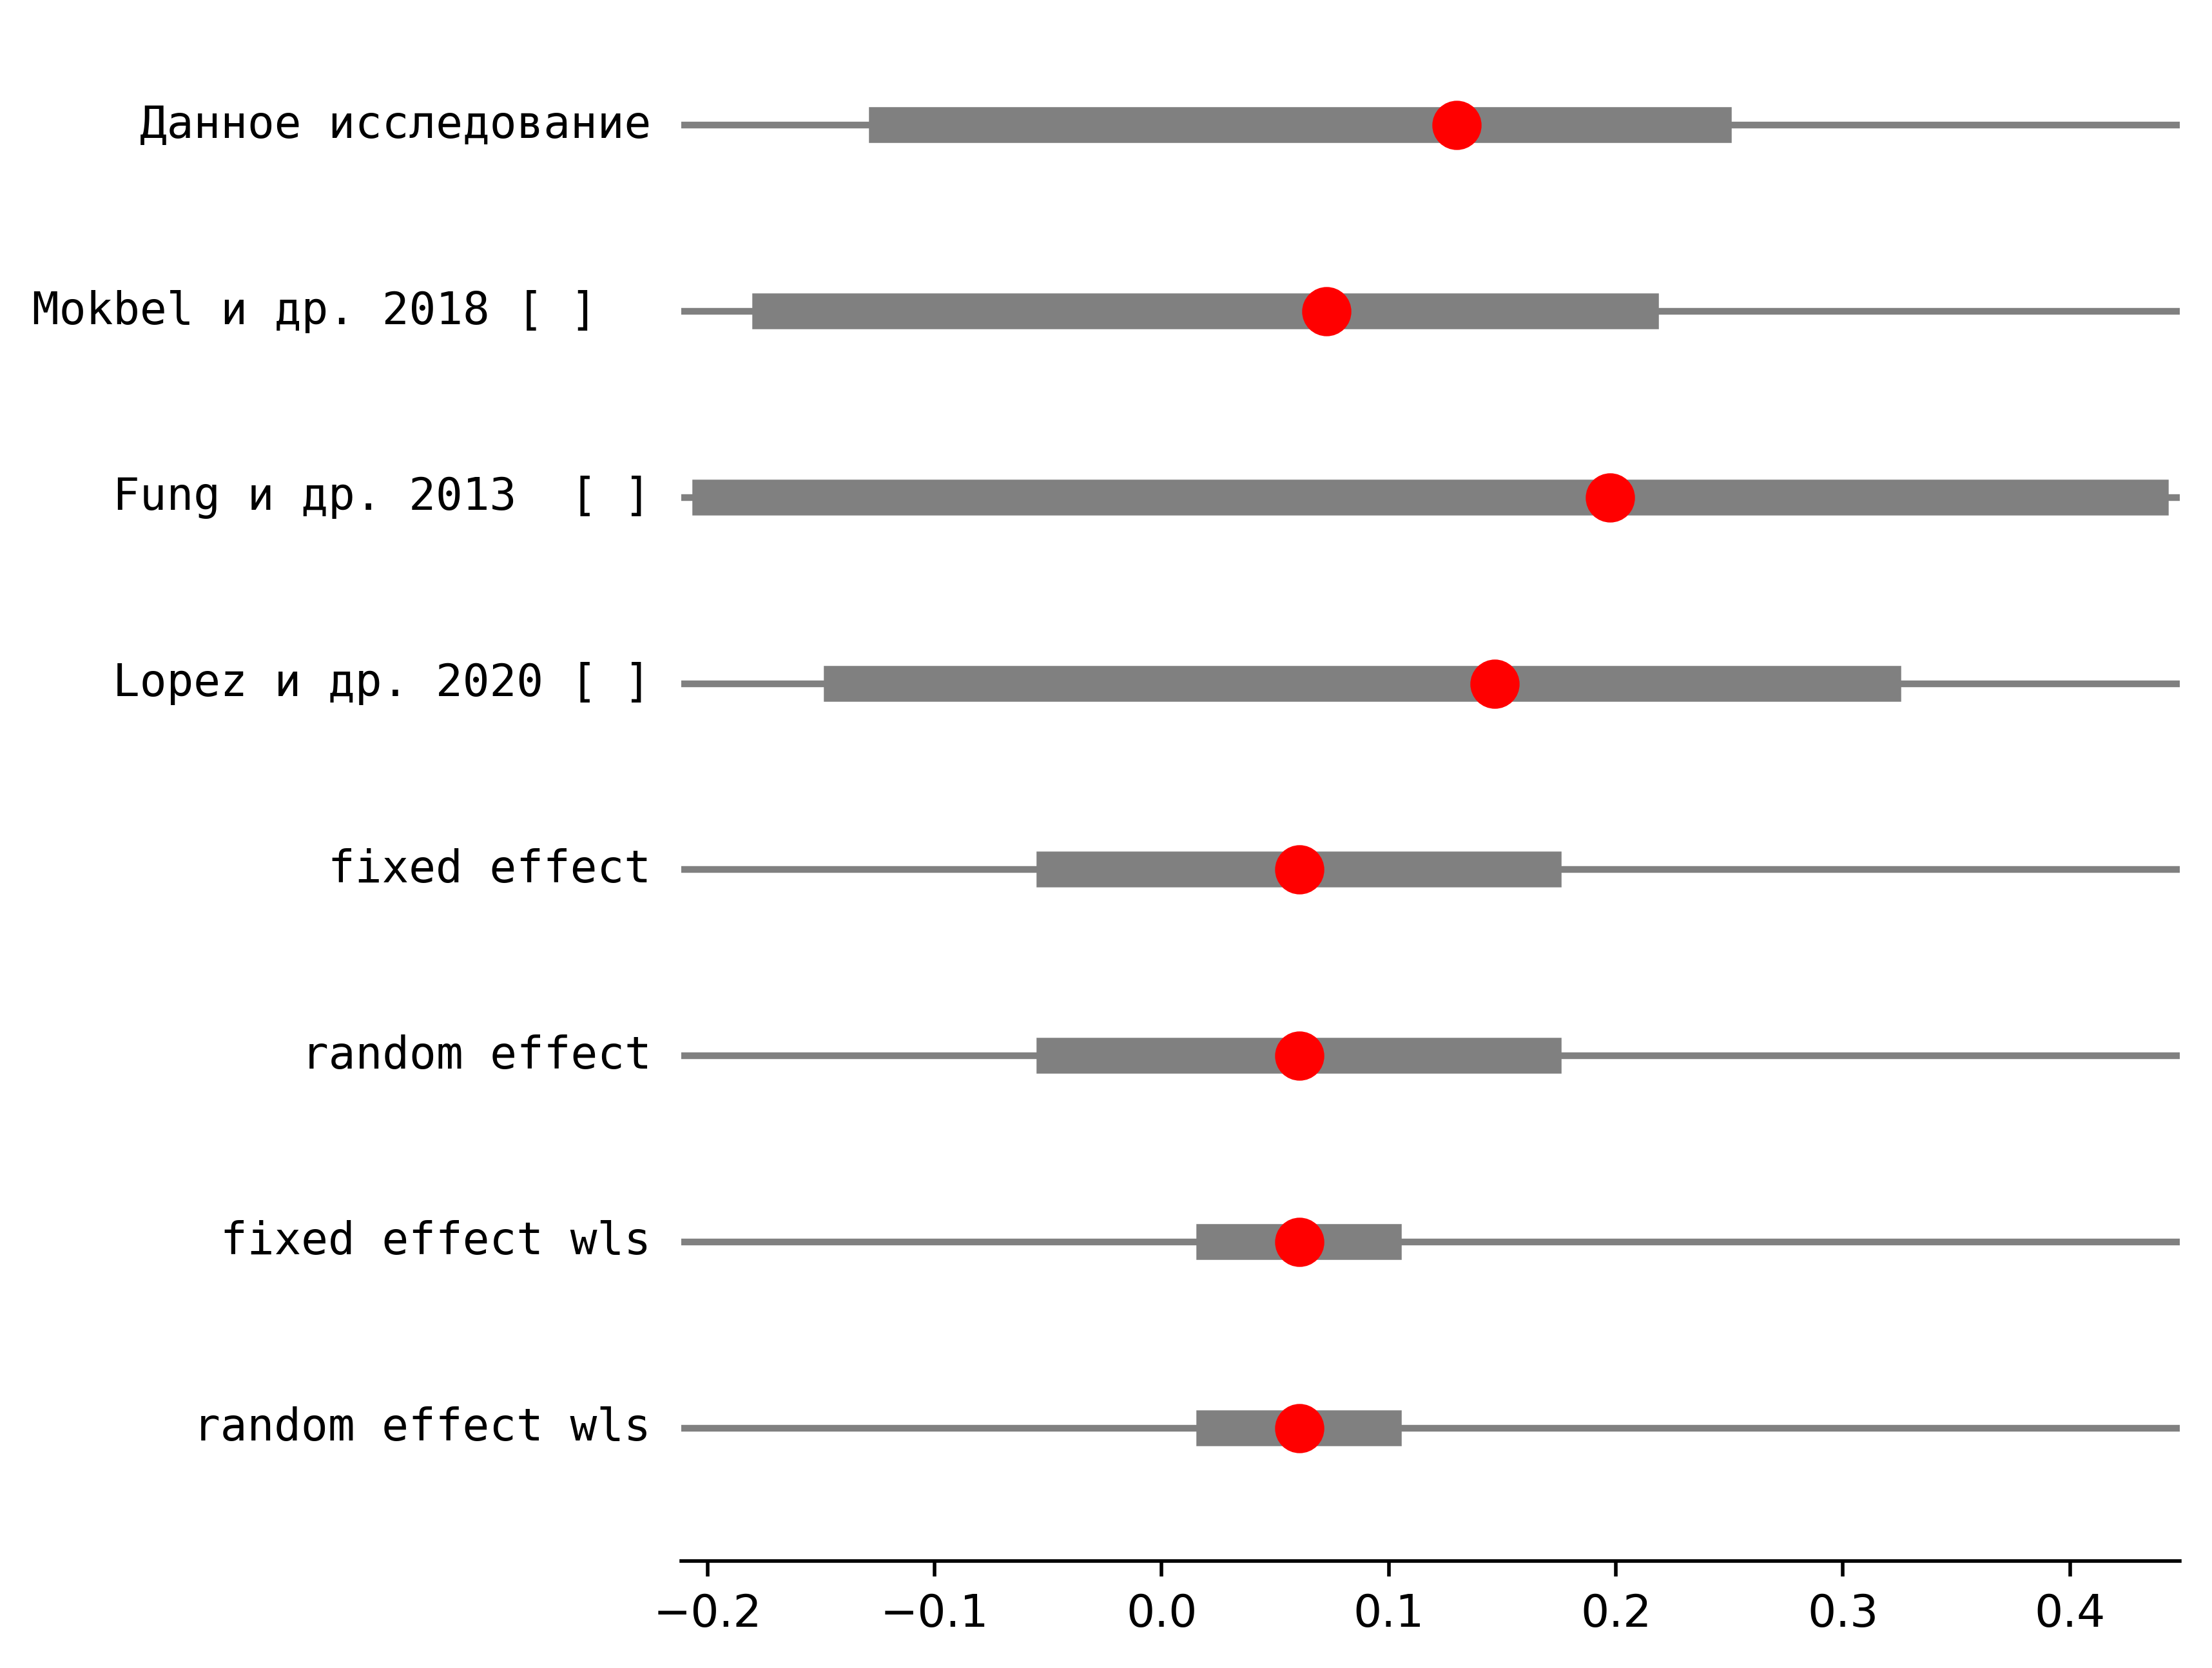 Данное исследование
Mokbel и др. 2018 [ ]
Fung и др. 2013  [ ]
Lopez и др. 2020 [ ]
fixed effect
random effect
fixed effect wls
random effect wls
−0.2 −0.1 0.0 0.1 0.2 0.3 0.4